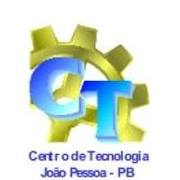 CT
Centro de Tecnologia
João Pessoa - PB